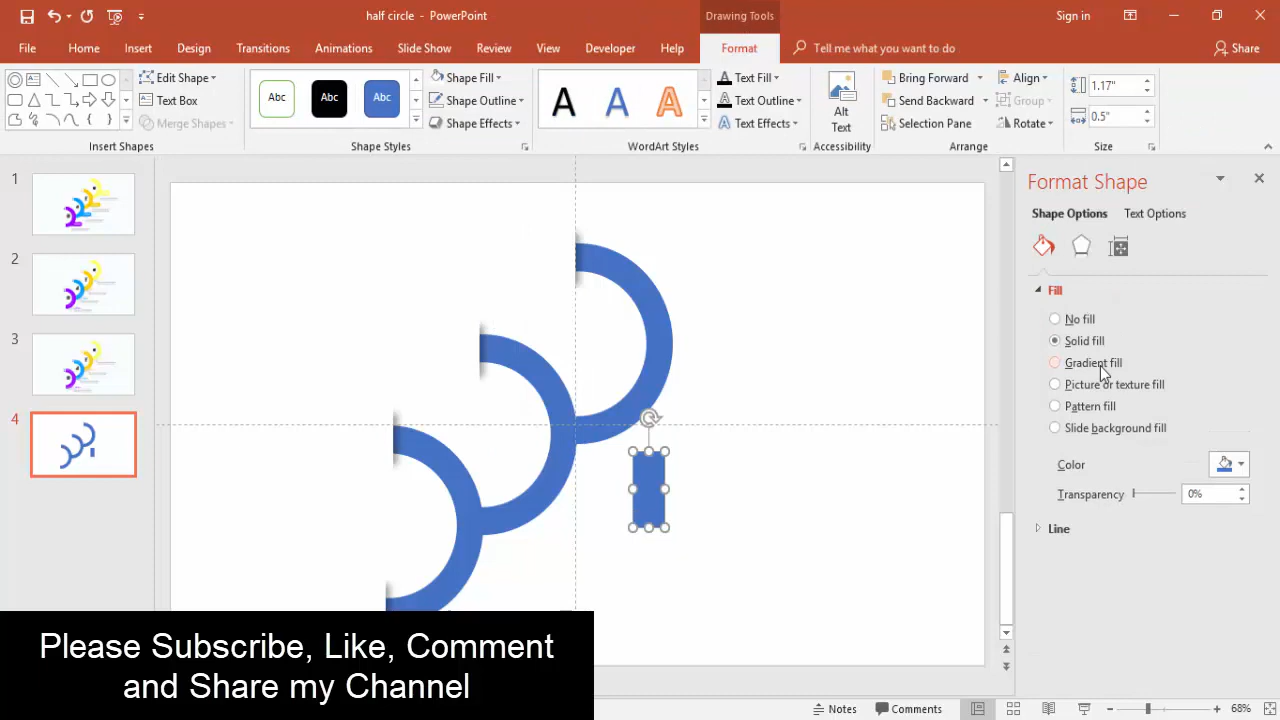 half circle - PowerPoint
Drawing Tools
Sign in
File
Home
Insert
Design
Transitions
Animations
Slide Show
Review
View
Developer
Help
Format
Tell me what you want to do
Share
Edit Shape
Text Box
Merge Shapes
Insert Shapes
Abc
Abc
Abc
Shape Fill
Shape Outline
Shape Effects
Shape Styles
A
A
A
Text Fill
Text Outline
Text Effects
WordArt Styles
Alt
Text
Accessibility
Bring Forward
Send Backward
Selection Pane
Align
Group
Rotate
Arrange
1.17"
0.5"
Size
1
2
3
4
Format Shape
Shape Options
Text Options
Fill
No fill
Solid fill
Gradient fill
Picture or texture fill
Pattern fill
Slide background fill
Color
Transparency
0%
Line
Please Subscribe, Like, Comment
and Share my Channel
Notes
Comments
68%